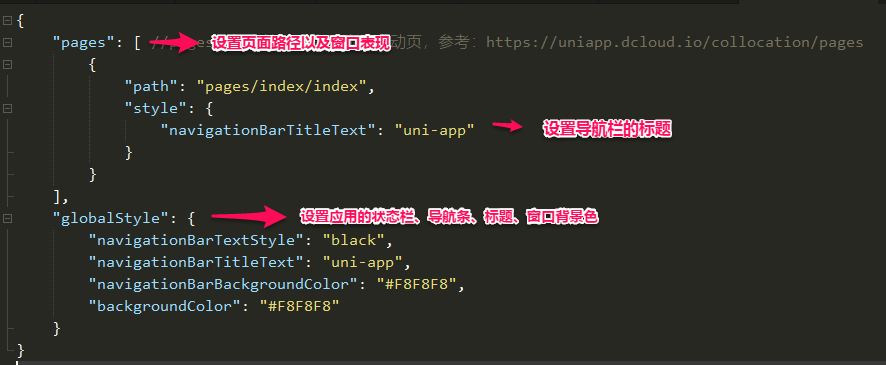 {
"pages": [ //pages 设置页面路径以及窗口表现 动页，参考：https://uniapp.dcloud.io/collocation/pages
{
"path": "pages/index/index",
"style": {
"navigationBarTitleText": "uni-app" 设置导航栏的标题
}
}
],
"globalStyle": { 设置应用的状态栏、导航条、标题、窗口背景色
"navigationBarTextStyle": "black",
"navigationBarTitleText": "uni-app",
"navigationBarBackgroundColor": "#F8F8F8",
"backgroundColor": "#F8F8F8"
}
}